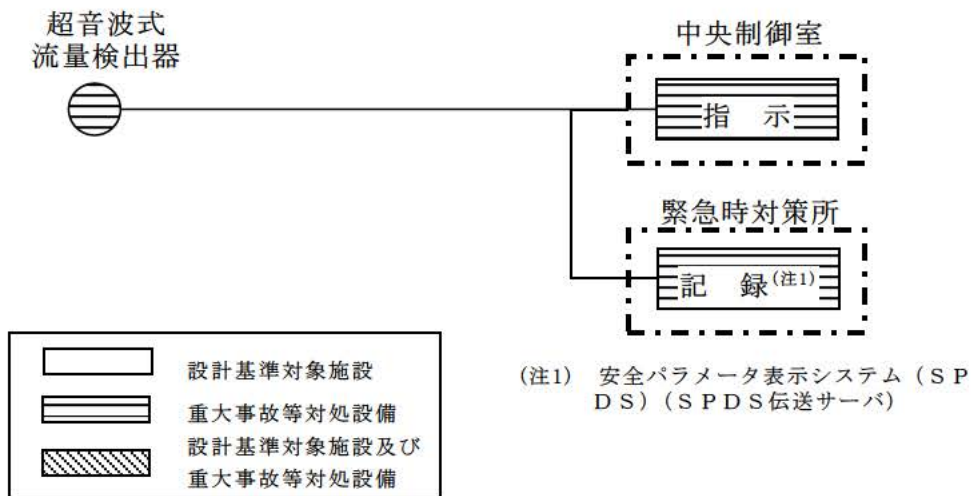 超音波式
流量検出器
中央制御室
指　示
緊急時対策所
記　録(注1)
設計基準対象施設
重大事故等対処設備
設計基準対象施設及び
重大事故等対処設備
(注1)　安全パラメータ表示システム（ＳＰ
ＤＳ）（ＳＰＤＳ伝送サーバ）